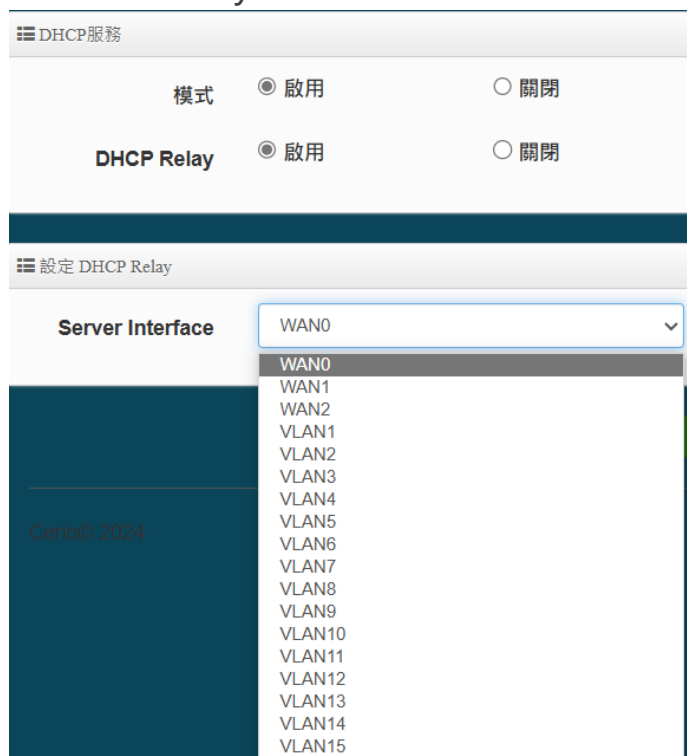 DHCP服務
模式 啟用 關閉
DHCP Relay 啟用 關閉
設定 DHCP Relay
Server Interface WAN0
WAN0
WAN1
WAN2
VLAN1
VLAN2
VLAN3
VLAN4
VLAN5
VLAN6
VLAN7
VLAN8
VLAN9
VLAN10
VLAN11
VLAN12
VLAN13
VLAN14
VLAN15
Cerio© 2024